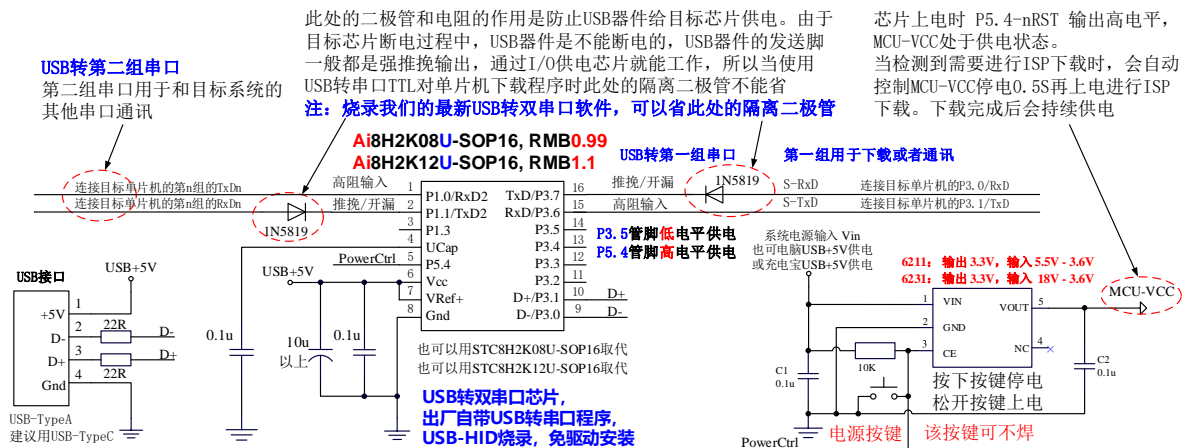 此处的二极管和电阻的作用是防止USB器件给目标芯片供电。由于
目标芯片断电过程中，USB器件是不能断电的，USB器件的发送脚
一般都是强推挽输出，通过I/O供电芯片就能工作，所以当使用
USB转串口TTL对单片机下载程序时此处的隔离二极管不能省
注：烧录我们的最新USB转双串口软件，可以省此处的隔离二极管
芯片上电时 P5.4-nRST 输出高电平，
MCU-VCC处于供电状态。
当检测到需要进行ISP下载时，会自动
控制MCU-VCC停电0.5S再上电进行ISP
下载。下载完成后会持续供电
USB转第二组串口
第二组串口用于和目标系统的
其他串口通讯
Ai8H2K08U-SOP16, RMB0.99
Ai8H2K12U-SOP16, RMB1.1
USB转第一组串口
第一组用于下载或者通讯
连接目标单片机的第n组的TxDn
连接目标单片机的第n组的RxDn
1N5819
高阻输入
推挽/开漏
1
2
3
4
5
6
7
8
P1.0/RxD2
P1.1/TxD2
P1.3
UCap
P5.4
Vcc
VRef+
Gnd
TxD/P3.7
RxD/P3.6
P3.5
P3.4
P3.3
P3.2
D+/P3.1
D-/P3.0
16
15
14
13
12
11
10
9
推挽/开漏
高阻输入
D+
D-
1N5819
S-RxD
S-TxD
连接目标单片机的P3.0/RxD
连接目标单片机的P3.1/TxD
P3.5管脚低电平供电
P5.4管脚高电平供电
PowerCtrl
USB+5V
0.1u
10u
以上
0.1u
也可以用STC8H2K08U-SOP16取代
也可以用STC8H2K12U-SOP16取代
USB转双串口芯片，
出厂自带USB转串口程序，
USB-HID烧录，免驱动安装
USB接口
USB+5V
+5V
D-
D+
Gnd
1
2
3
4
22R
22R
D-
D+
USB-TypeA
建议用USB-TypeC
系统电源输入 Vin
也可电脑USB+5V供电
或充电宝USB+5V供电
6211：输出 3.3V，输入 5.5V - 3.6V
6231：输出 3.3V，输入 18V - 3.6V
MCU-VCC
1
2
3
VIN
GND
CE
VOUT
NC
5
4
10K
C1
0.1u
C2
0.1u
按下按键停电
松开按键上电
电源按键
该按键可不焊
PowerCtrl